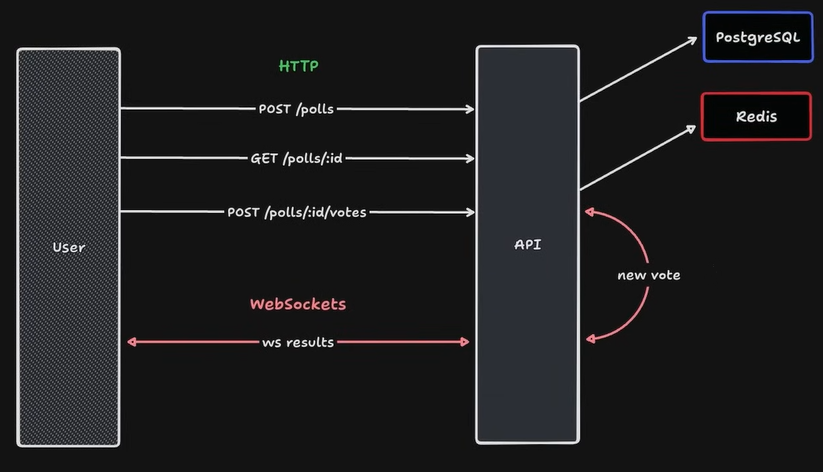 PostgreSQL
HTTP
POST /polls
Redis
GET /polls/:id
POST /polls/:id/votes
User
API
new vote
WebSockets
ws results